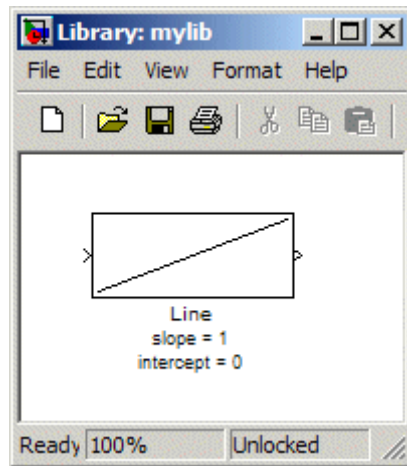 Library: mylib
File Edit View Format Help
Line
slope = 1
intercept = 0
Ready 100% Unlocked